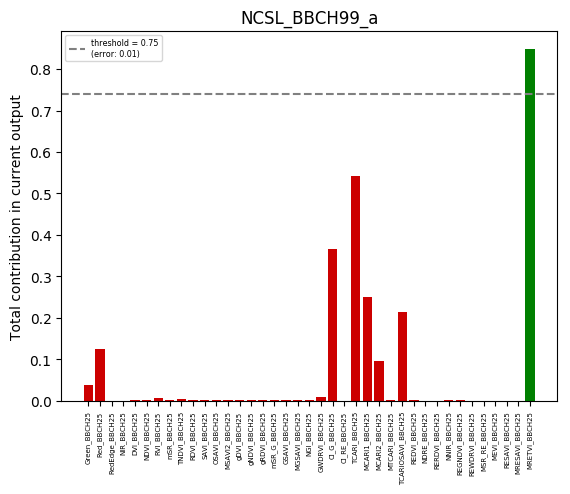 NCSL_BBCH99_a
threshold = 0.75
(error: 0.01)
Total contribution in current output
0.8
0.7
0.6
0.5
0.4
0.3
0.2
0.1
0.0
Green_BBCH25
Red_BBCH25
RedEdge_BBCH25
NIR_BBCH25
DVI_BBCH25
NDVI_BBCH25
RVI_BBCH25
mSR_BBCH25
TNDVI_BBCH25
RDVI_BBCH25
SAVI_BBCH25
OSAVI_BBCH25
MSAVI2_BBCH25
gDVI_BBCH25
gNDVI_BBCH25
gRDVI_BBCH25
mSR_G_BBCH25
GSAVI_BBCH25
MGSAVI_BBCH25
NGI_BBCH25
GWDRVI_BBCH25
CI_G_BBCH25
CI_RE_BBCH25
TCARI_BBCH25
MCARI1_BBCH25
MCARI2_BBCH25
MTCARI_BBCH25
TCARIOSAVI_BBCH25
REDVI_BBCH25
NDRE_BBCH25
RERDVI_BBCH25
NNIR_BBCH25
REGNDVI_BBCH25
REWDRVI_BBCH25
MSR_RE_BBCH25
MEVI_BBCH25
RESAVI_BBCH25
MRESAVI_BBCH25
MRETVI_BBCH25